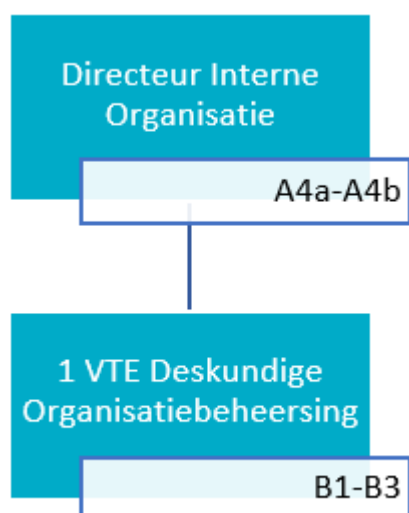 Directeur Interne
Organisatie
A4a-A4b
1 VTE Deskundige
Organisatiebeheersing
B1-B3